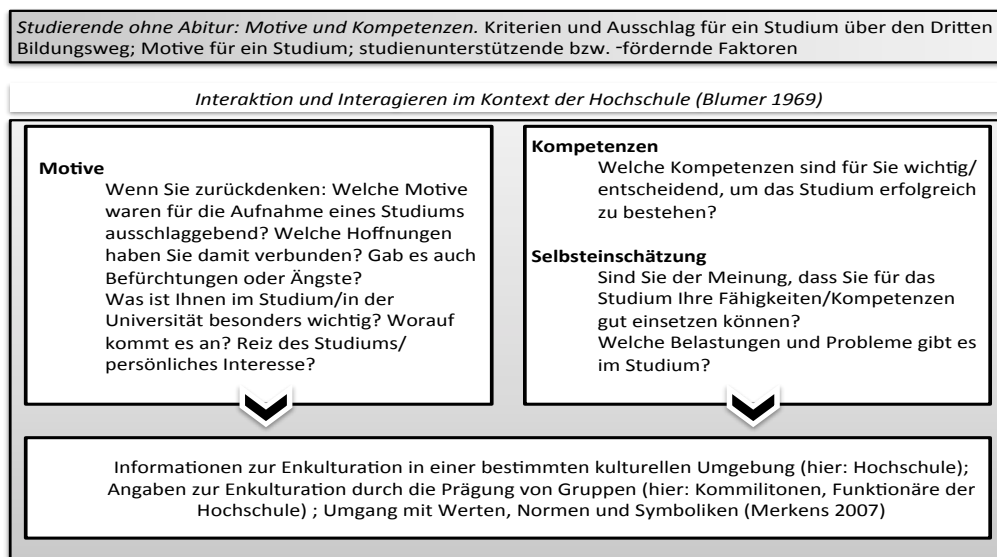 Studierende ohne Abitur: Motive und Kompetenzen. Kriterien und Ausschlag für ein Studium über den Dritten
Bildungsweg; Motive für ein Studium; studienunterstützende bzw. -fördernde Faktoren
Interaktion und Interagieren im Kontext der Hochschule (Blumer 1969)
Motive
Wenn Sie zurückdenken: Welche Motive
waren für die Aufnahme eines Studiums
ausschlaggebend? Welche Hoffnungen
haben Sie damit verbunden? Gab es auch
Befürchtungen oder Ängste?
Was ist Ihnen im Studium/in der
Universität besonders wichtig? Worauf
kommt es an? Reiz des Studiums/
persönliches Interesse?
Kompetenzen
Welche Kompetenzen sind für Sie wichtig/
entscheidend, um das Studium erfolgreich
zu bestehen?
Selbsteinschätzung
Sind Sie der Meinung, dass Sie für das
Studium Ihre Fähigkeiten/Kompetenzen
gut einsetzen können?
Welche Belastungen und Probleme gibt es
im Studium?
Informationen zur Enkulturation in einer bestimmten kulturellen Umgebung (hier: Hochschule);
Angaben zur Enkulturation durch die Prägung von Gruppen (hier: Kommilitonen, Funktionäre der
Hochschule) ; Umgang mit Werten, Normen und Symboliken (Merkens 2007)